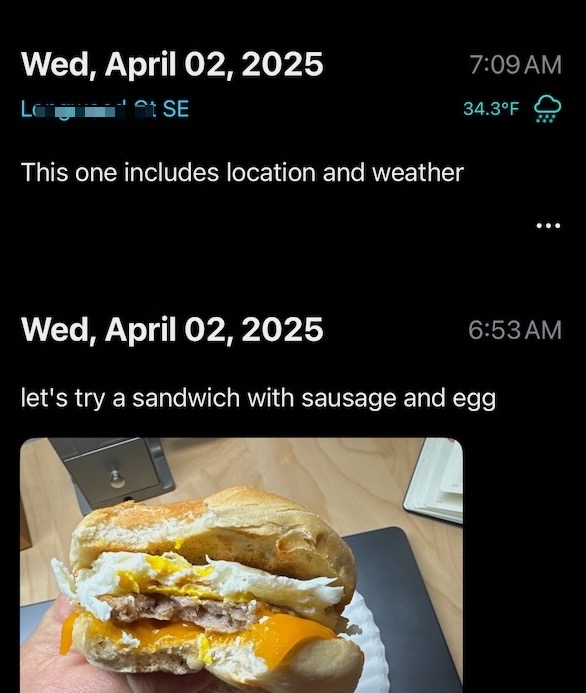 Wed, April 02, 2025 7:09 AM
St SE 34.3°F
This one includes location and weather
...
Wed, April 02, 2025 6:53 AM
let's try a sandwich with sausage and egg